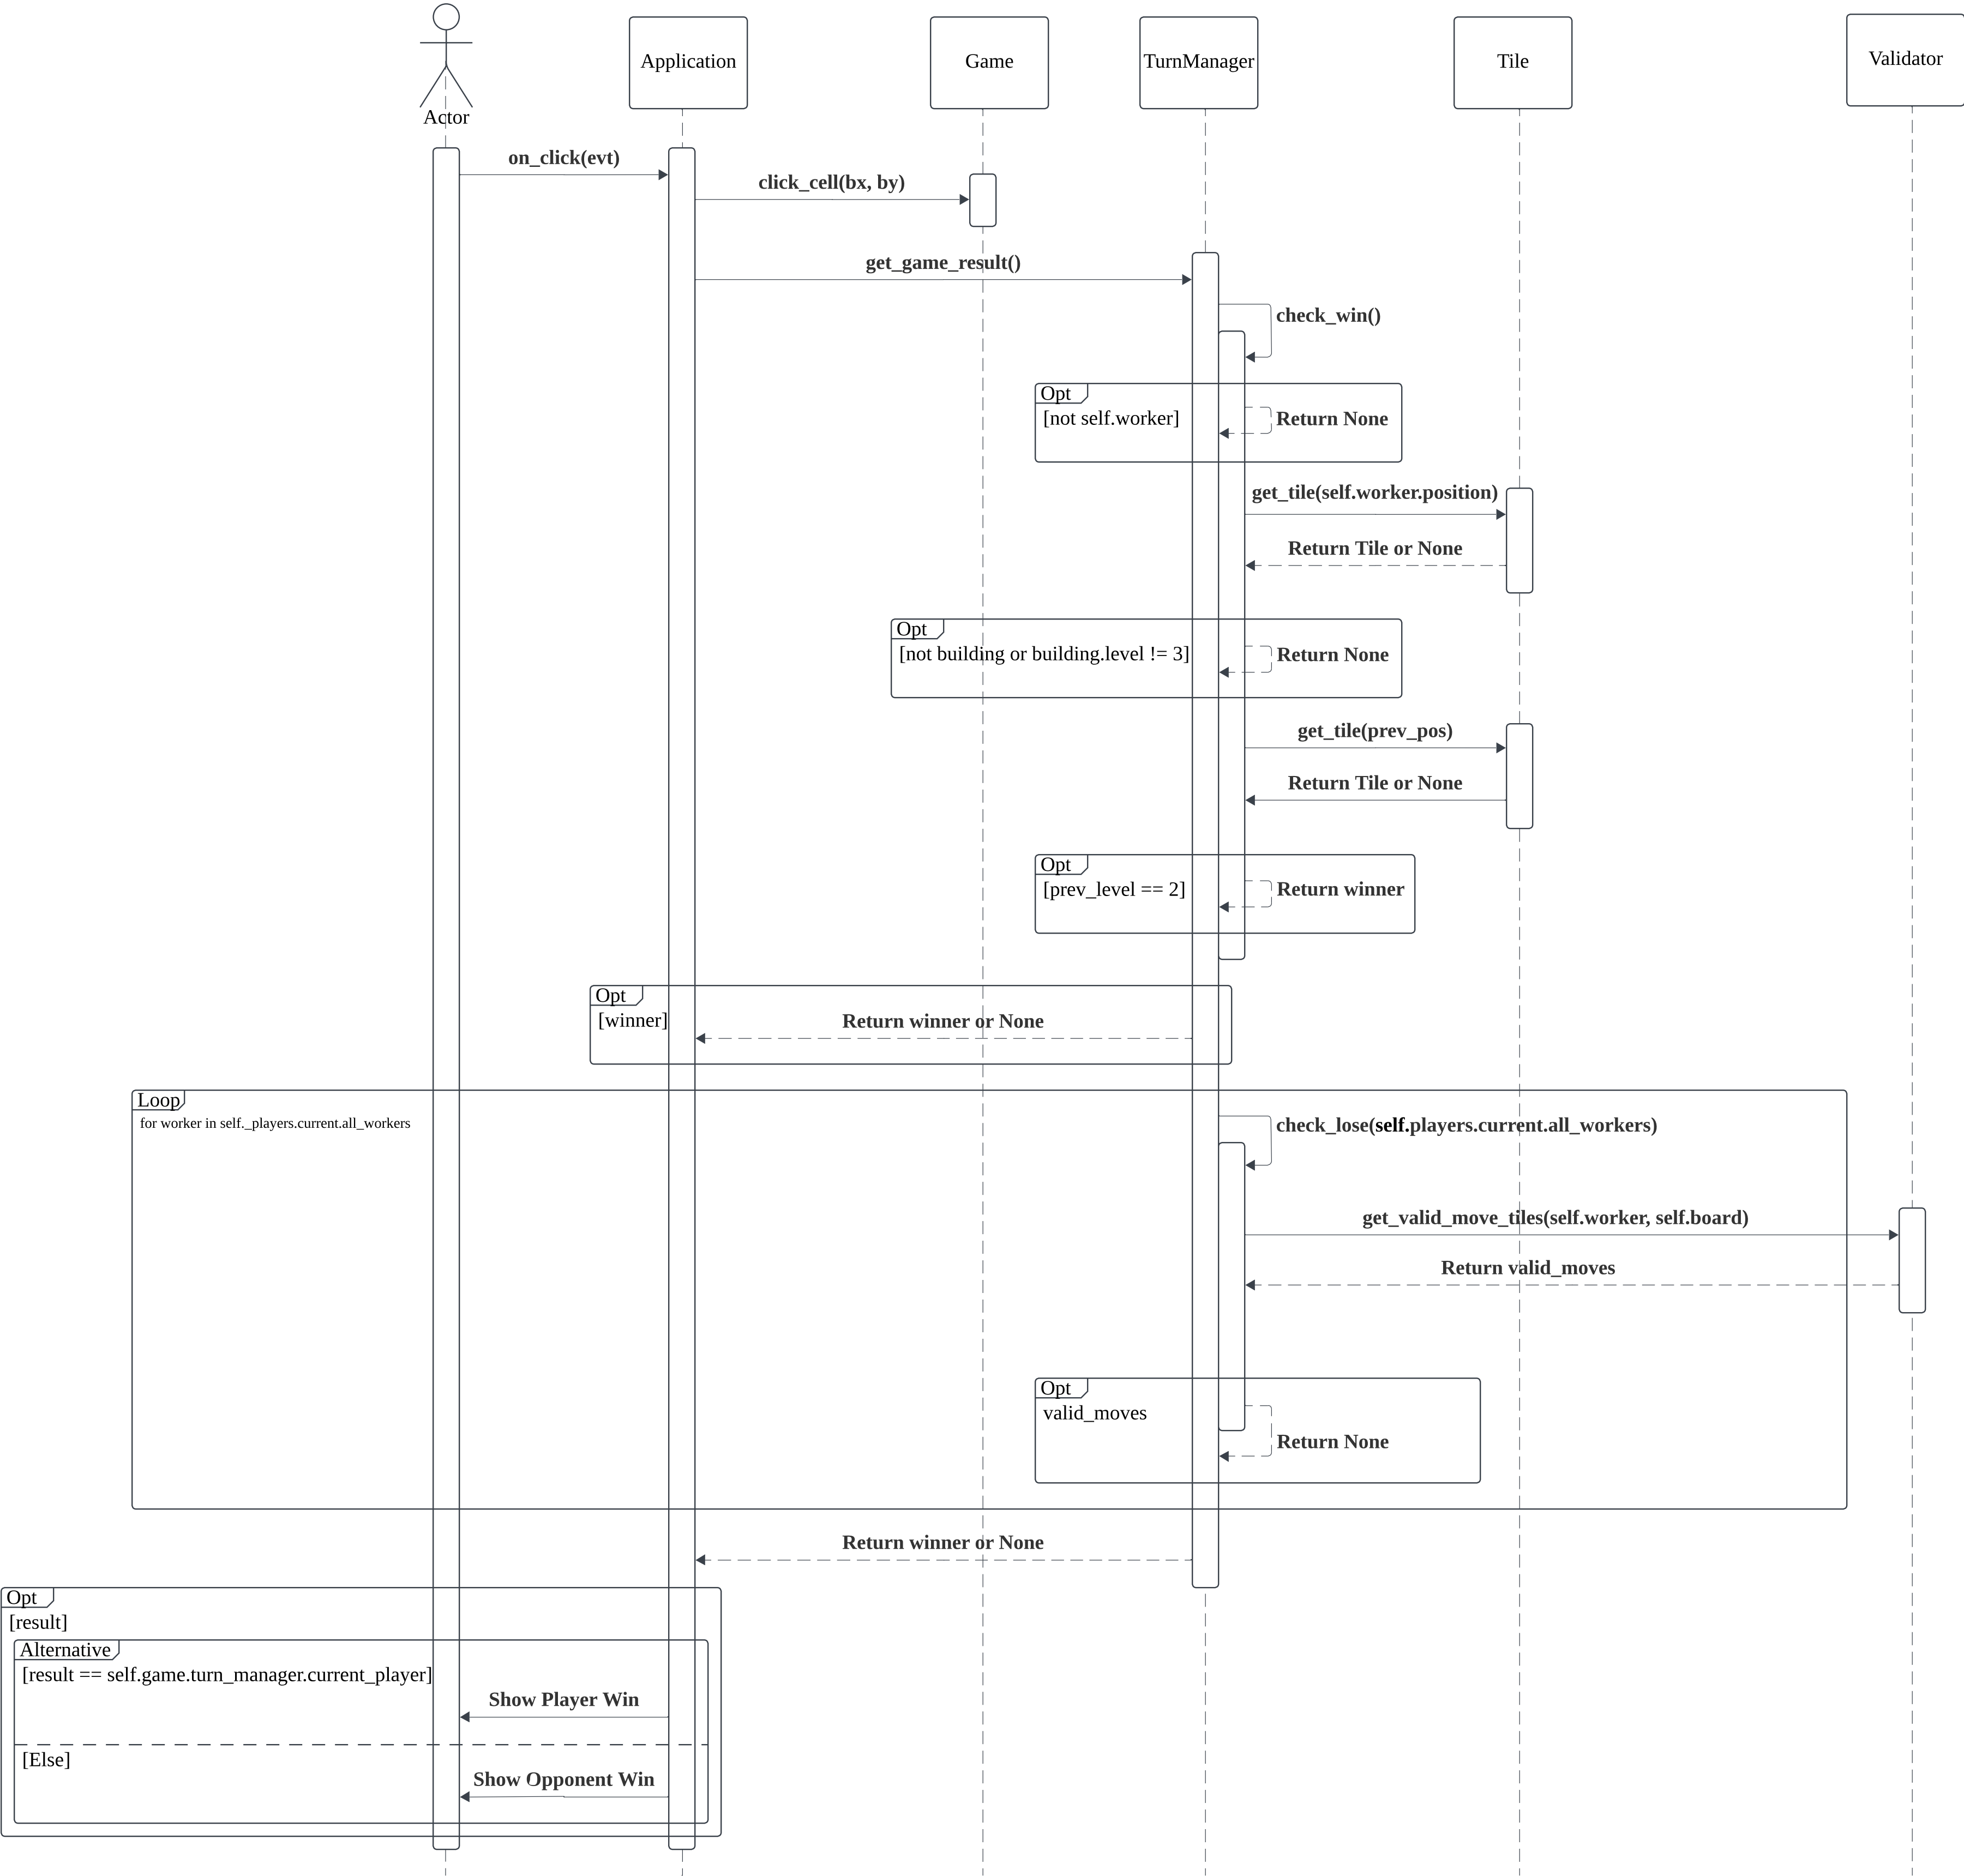 Actor
Application
Game
TurnManager
Tile
Validator
on_click(evt)
click_cell(bx, by)
get_game_result()
check_win()
Opt
[not self.worker]
Return None
get_tile(self.worker.position)
Return Tile or None
Opt
[not building or building.level != 3]
Return None
get_tile(prev_pos)
Return Tile or None
Opt
[prev_level == 2]
Return winner
Opt
[winner]
Return winner or None
Loop
for worker in self._players.current.all_workers
check_lose(self.players.current.all_workers)
get_valid_move_tiles(self.worker, self.board)
Return valid_moves
Opt
valid_moves
Return None
Return winner or None
Opt
[result]
Alternative
[result == self.game.turn_manager.current_player]
Show Player Win
[Else]
Show Opponent Win